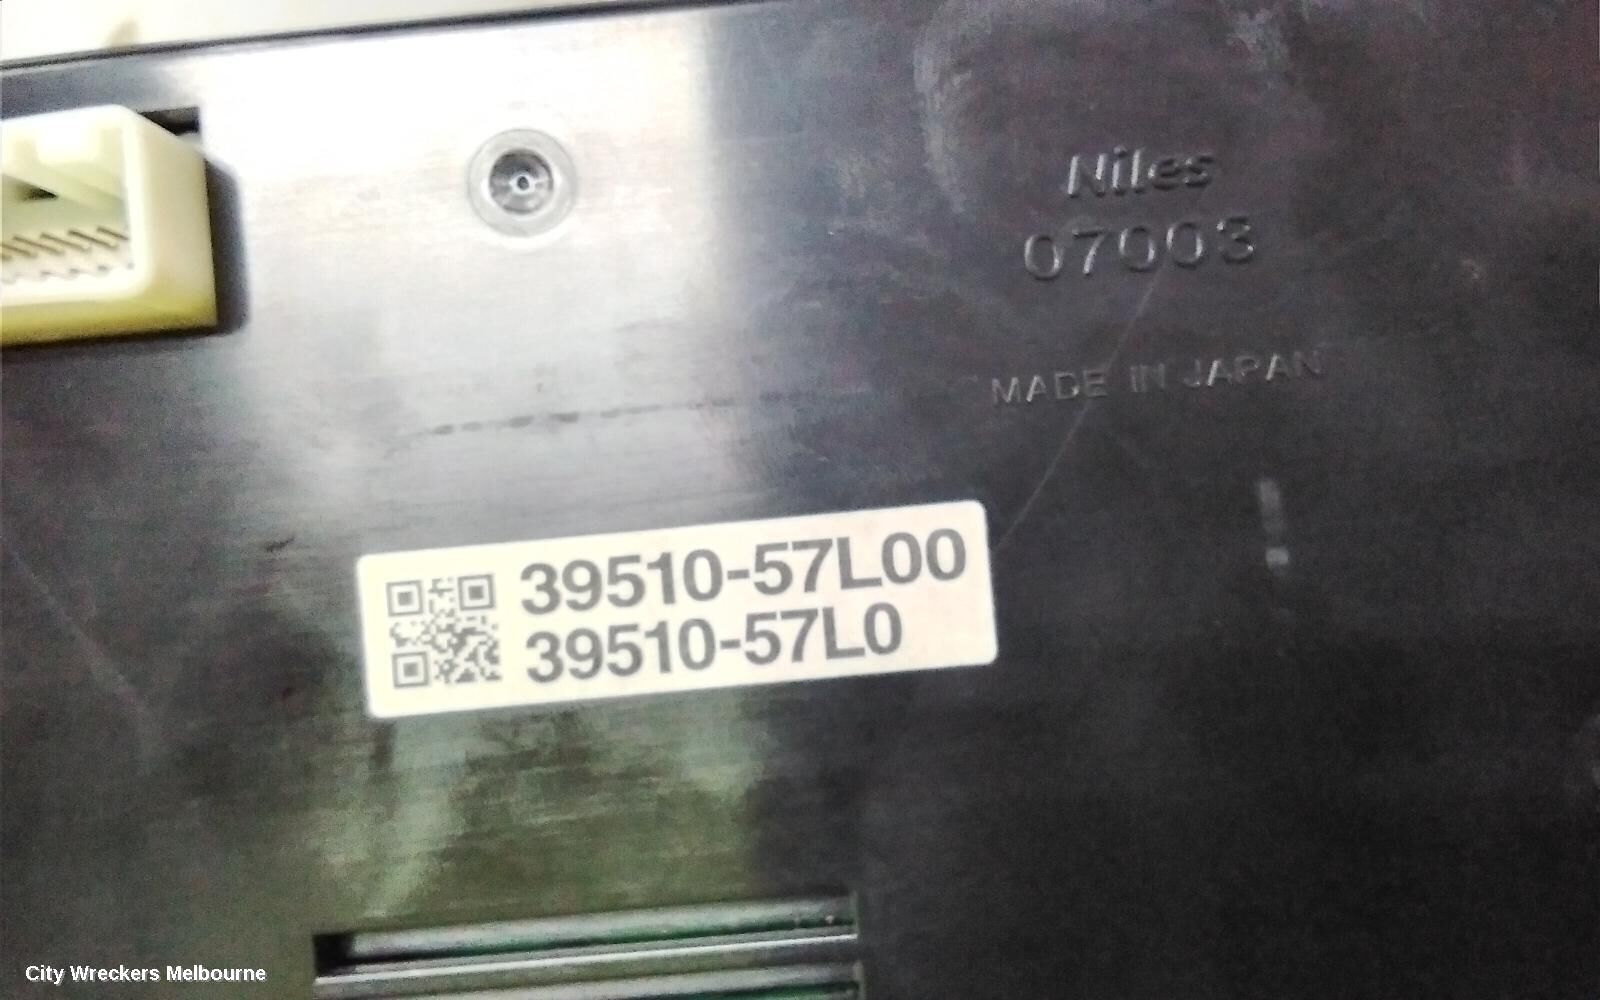 Niles
07003
MADE IN JAPAN
39510-57L00
39510-57L0
City Wreckers Melbourne